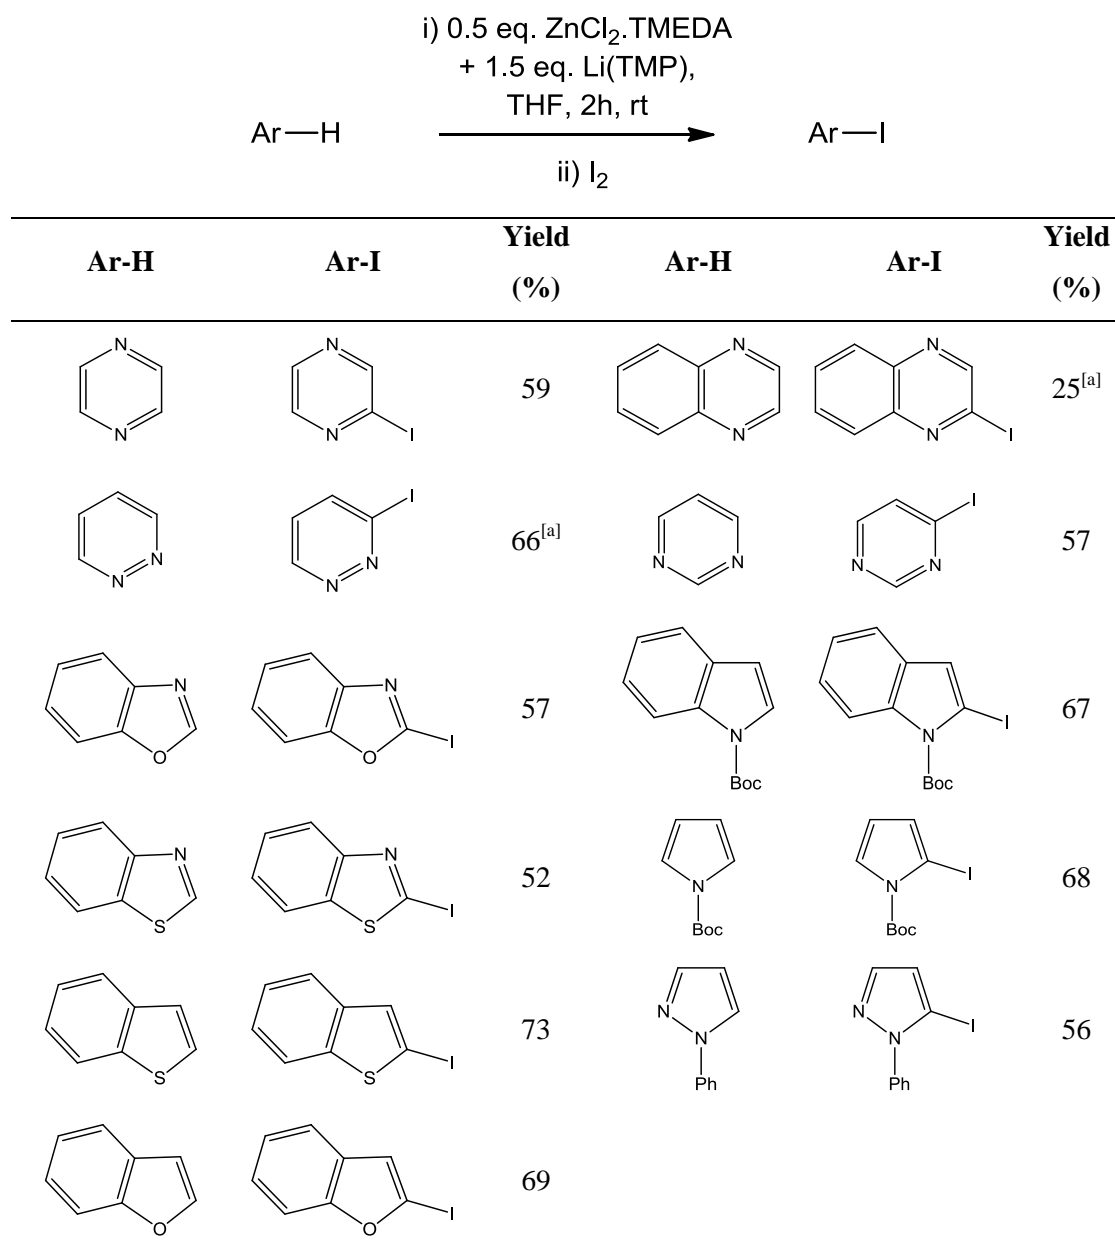 i) 0.5 eq. ZnCl₂.TMEDA
+ 1.5 eq. Li(TMP),
THF, 2h, rt
Ar—H Ar—I
ii) I₂
Ar-H Ar-I Yield (%) Ar-H Ar-I Yield (%)
N N N N I 59 N N N N I 25[a]
N N N N I 66[a] N N N N I 57
N O N O I 57 N Boc N Boc I 67
N S N S I 52 N Boc N Boc I 68
S S I 73 N N Ph N N Ph I 56
O O I 69